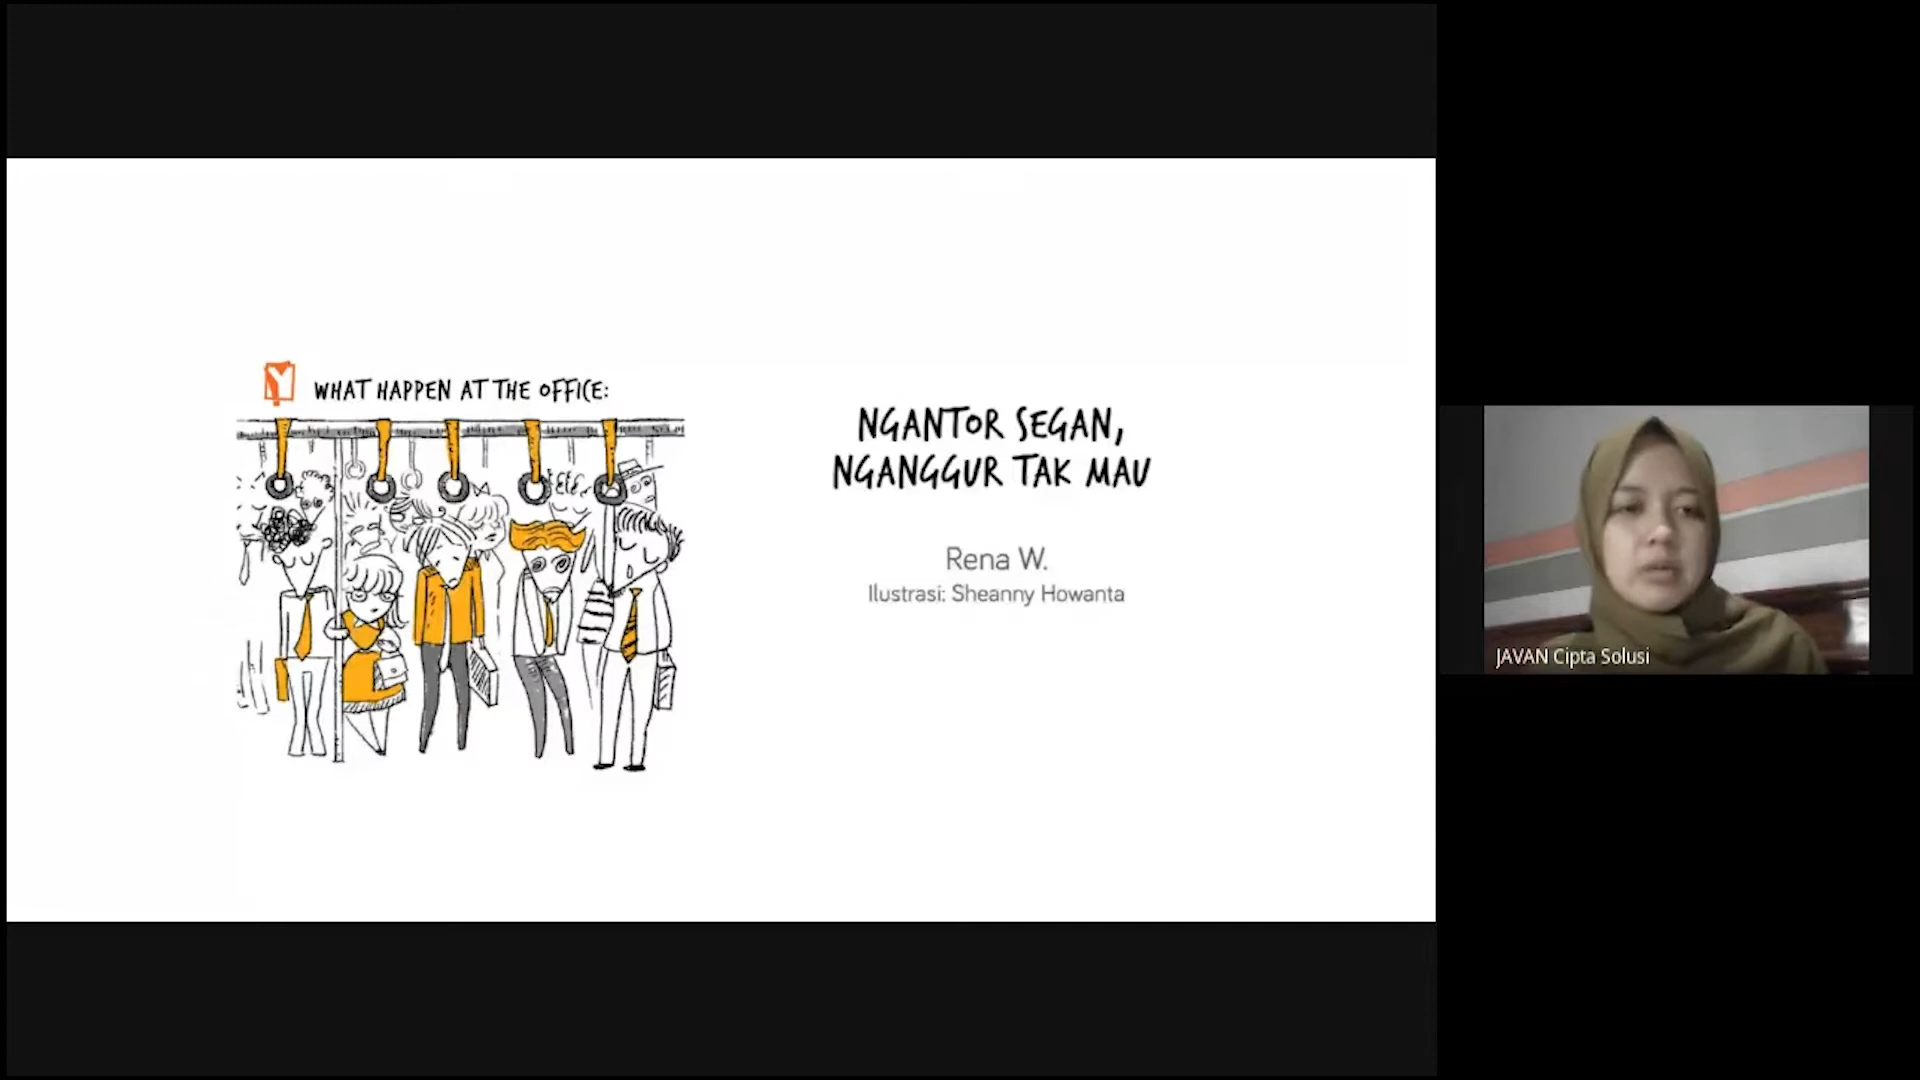 Y WHAT HAPPEN AT THE OFFICE:
NGANTOR SEGAN,
NGANGGUR TAK MAU
Rena W.
Ilustrasi: Sheanny Howanta
JAVAN Cipta Solusi